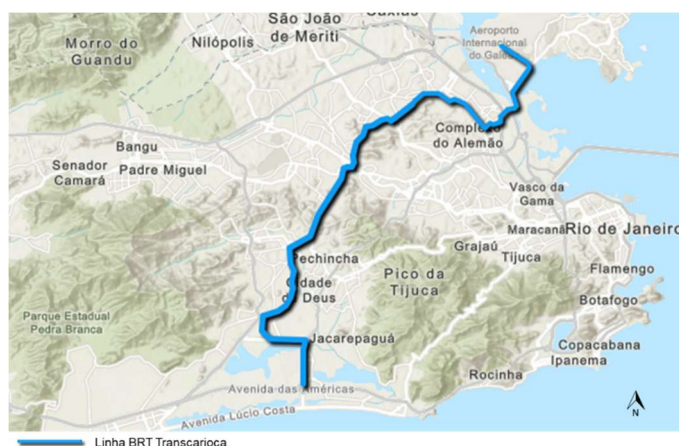 São João
de Meriti
Caxias
Morro do
Guandu
Nilópolis
Aeroporto
Internacional
do Galeão
Bangu
Padre Miguel
Senador
Camará
Complexo
do Alemão
Vasco da
Gama
Maracanã
Rio de Janeiro
Grajaú
Tijuca
Pechincha
Cidade
de Deus
Pico da
Tijuca
Flamengo
Botafogo
Parque Estadual
Pedra Branca
Jacarepaguá
Copacabana
Ipanema
Rocinha
Avenida das Américas
Avenida Lúcio Costa
N
Linha BRT Transcarioca